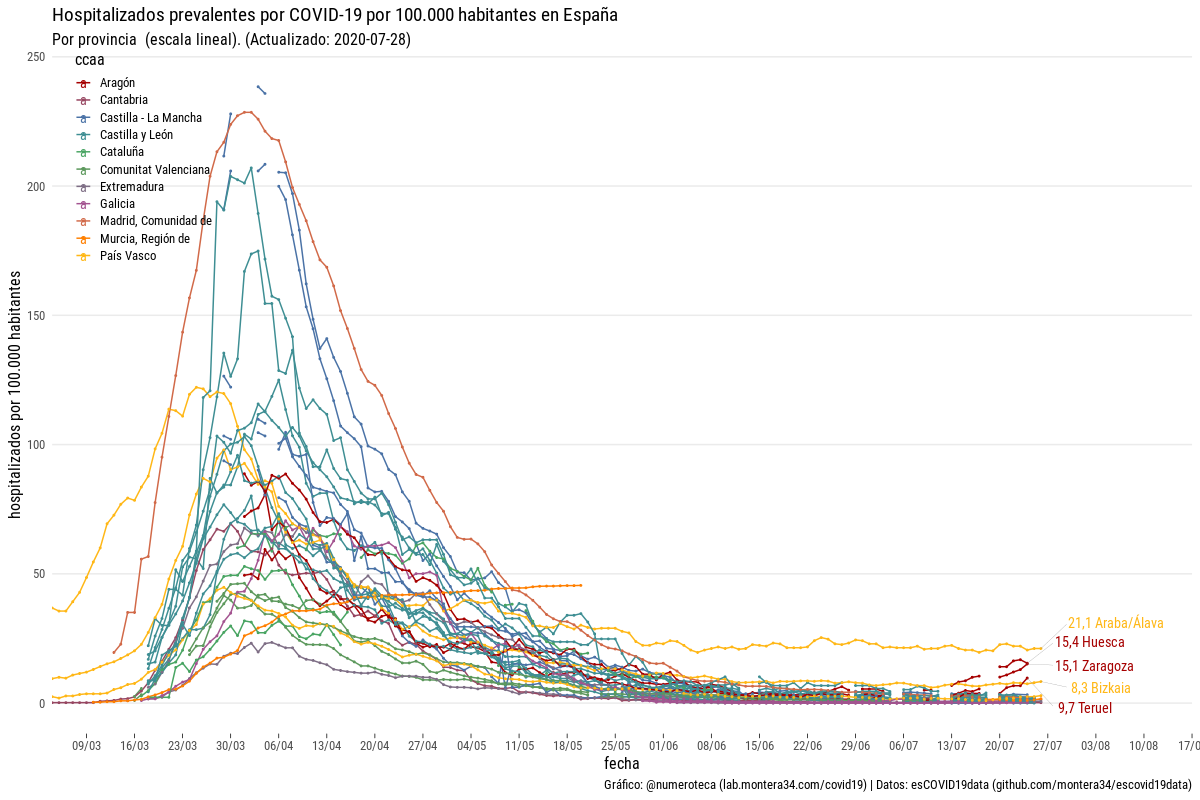 Hospitalizados prevalentes por COVID-19 por 100.000 habitantes en España
Por provincia (escala lineal). (Actualizado: 2020-07-28)
ccaa
Aragón
Cantabria
Castilla - La Mancha
Castilla y León
Cataluña
Comunitat Valenciana
Extremadura
Galicia
Madrid, Comunidad de
Murcia, Región de
País Vasco
hospitalizados por 100.000 habitantes
250
200
150
100
50
0
21,1 Araba/Álava
15,4 Huesca
15,1 Zaragoza
8,3 Bizkaia
9,7 Teruel
09/03 16/03 23/03 30/03 06/04 13/04 20/04 27/04 04/05 11/05 18/05 25/05 01/06 08/06 15/06 22/06 29/06 06/07 13/07 20/07 27/07 03/08 10/08 17/0
fecha
Gráfico: @numeroteca (lab.montera34.com/covid19) | Datos: esCOVID19data (github.com/montera34/escovid19data)